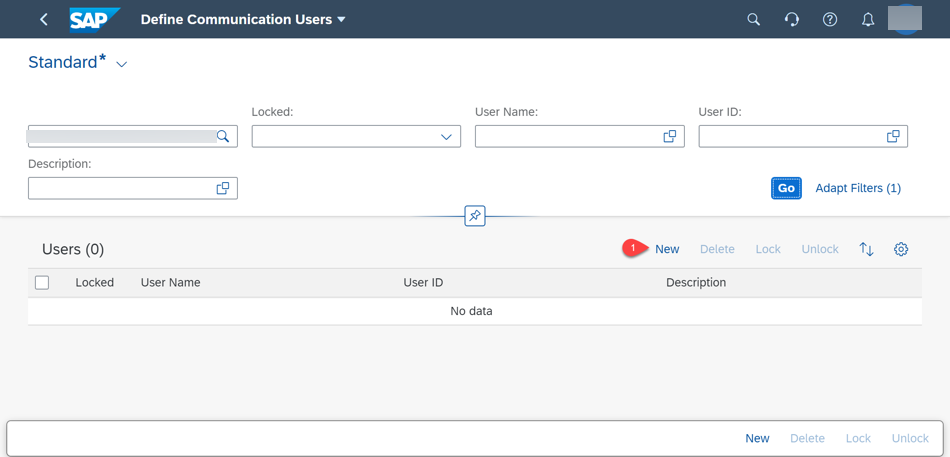 SAP Define Communication Users
Standard*
Locked: User Name: User ID:
Description:
Go Adapt Filters (1)
Users (0) 1 New Delete Lock Unlock
Locked User Name User ID Description
No data
New Delete Lock Unlock